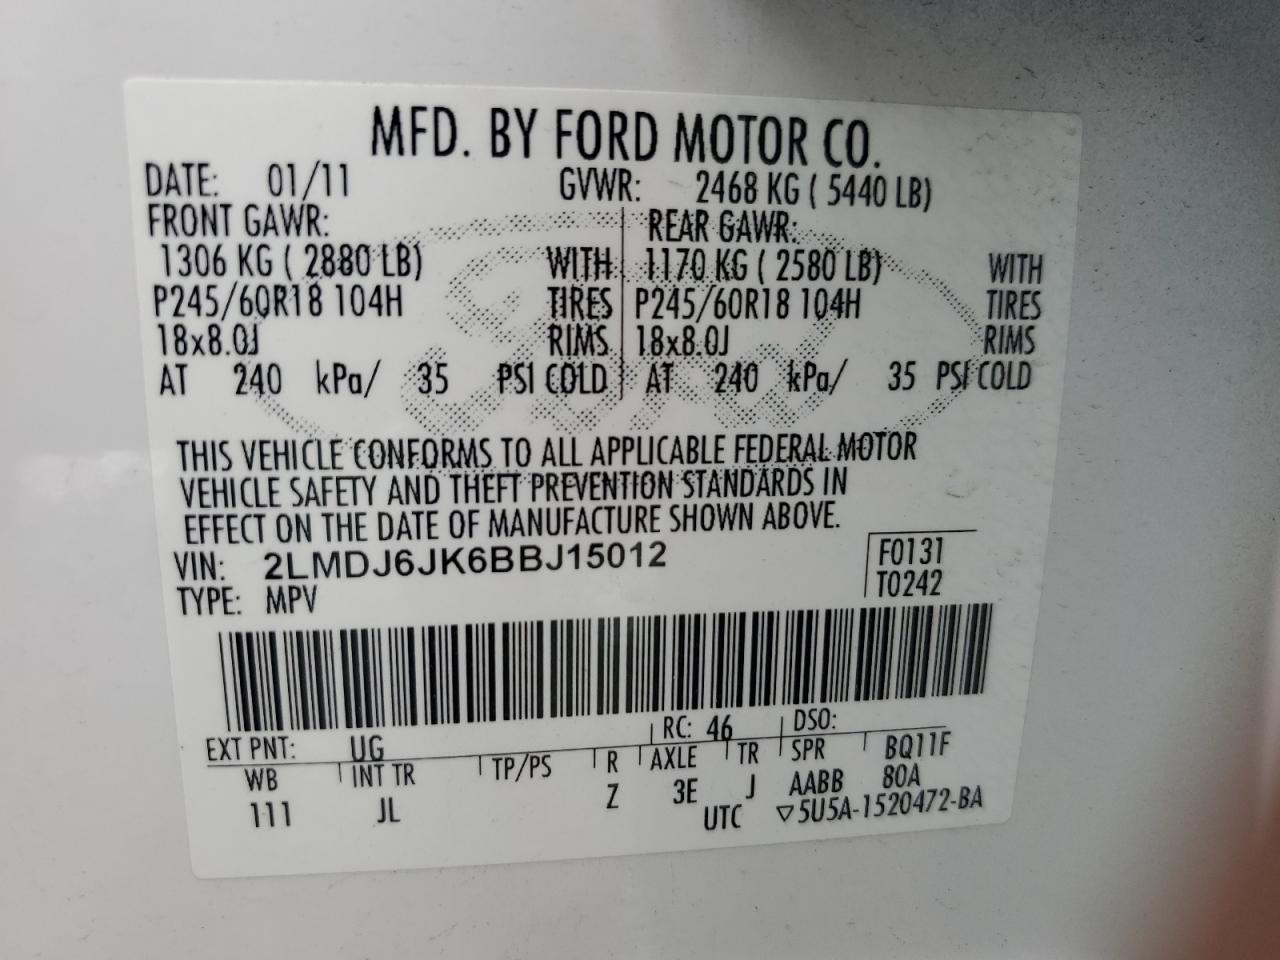 MFD. BY FORD MOTOR CO.
DATE: 01/11 GVWR: 2468 KG ( 5440 LB)
FRONT GAWR: REAR GAWR:
1306 KG ( 2880 LB) WITH 1170 KG ( 2580 LB) WITH
P245/60R18 104H TIRES P245/60R18 104H TIRES
18x8.0J RIMS 18x8.0J RIMS
AT 240 kPa/ 35 PSI COLD AT 240 kPa/ 35 PSI COLD
THIS VEHICLE CONFORMS TO ALL APPLICABLE FEDERAL MOTOR
VEHICLE SAFETY AND THEFT PREVENTION STANDARDS IN
EFFECT ON THE DATE OF MANUFACTURE SHOWN ABOVE.
VIN: 2LMDJ6JK6BBJ15012 F0131
TYPE: MPV T0242
RC: 46 DSO:
EXT PNT: UG BQ11F
WB INT TR TP/PS R AXLE TR SPR 80A
111 JL Z 3E J AABB
UTC ▽5U5A-1520472-BA